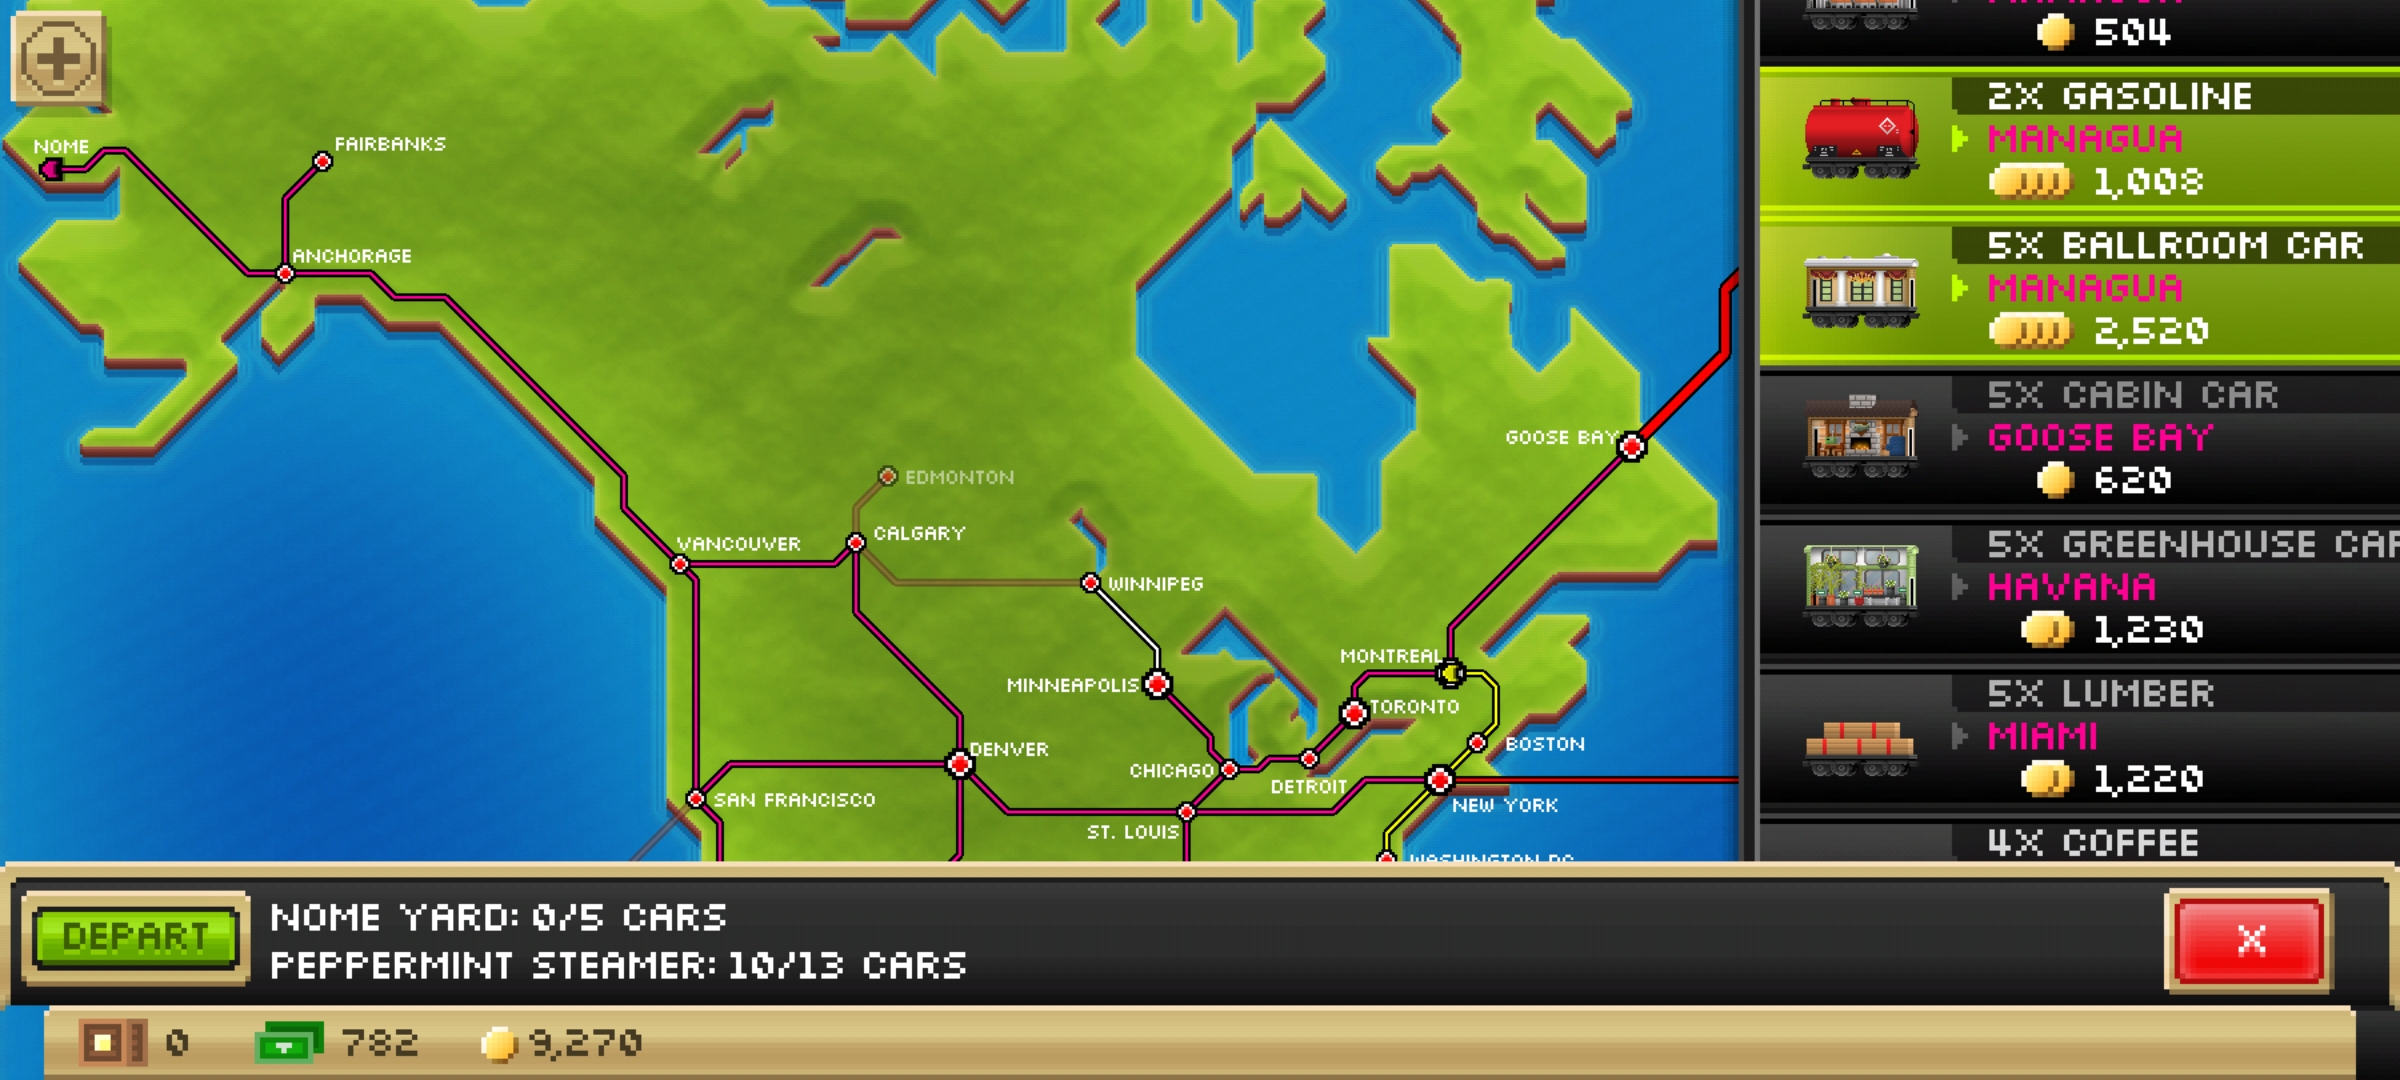 504
2X GASOLINE
MANAGUA
1,008
5X BALLROOM CAR
MANAGUA
2,520
5X CABIN CAR
GOOSE BAY
620
5X GREENHOUSE CAR
HAVANA
1,230
5X LUMBER
MIAMI
1,220
4X COFFEE
NOME
FAIRBANKS
ANCHORAGE
EDMONTON
VANCOUVER
CALGARY
WINNIPEG
GOOSE BAY
MINNEAPOLIS
MONTREAL
TORONTO
DENVER
CHICAGO
BOSTON
DETROIT
SAN FRANCISCO
NEW YORK
ST. LOUIS
WASHINGTON DC
DEPART
NOME YARD: 0/5 CARS
PEPPERMINT STEAMER: 10/13 CARS
X
0
782
9,270